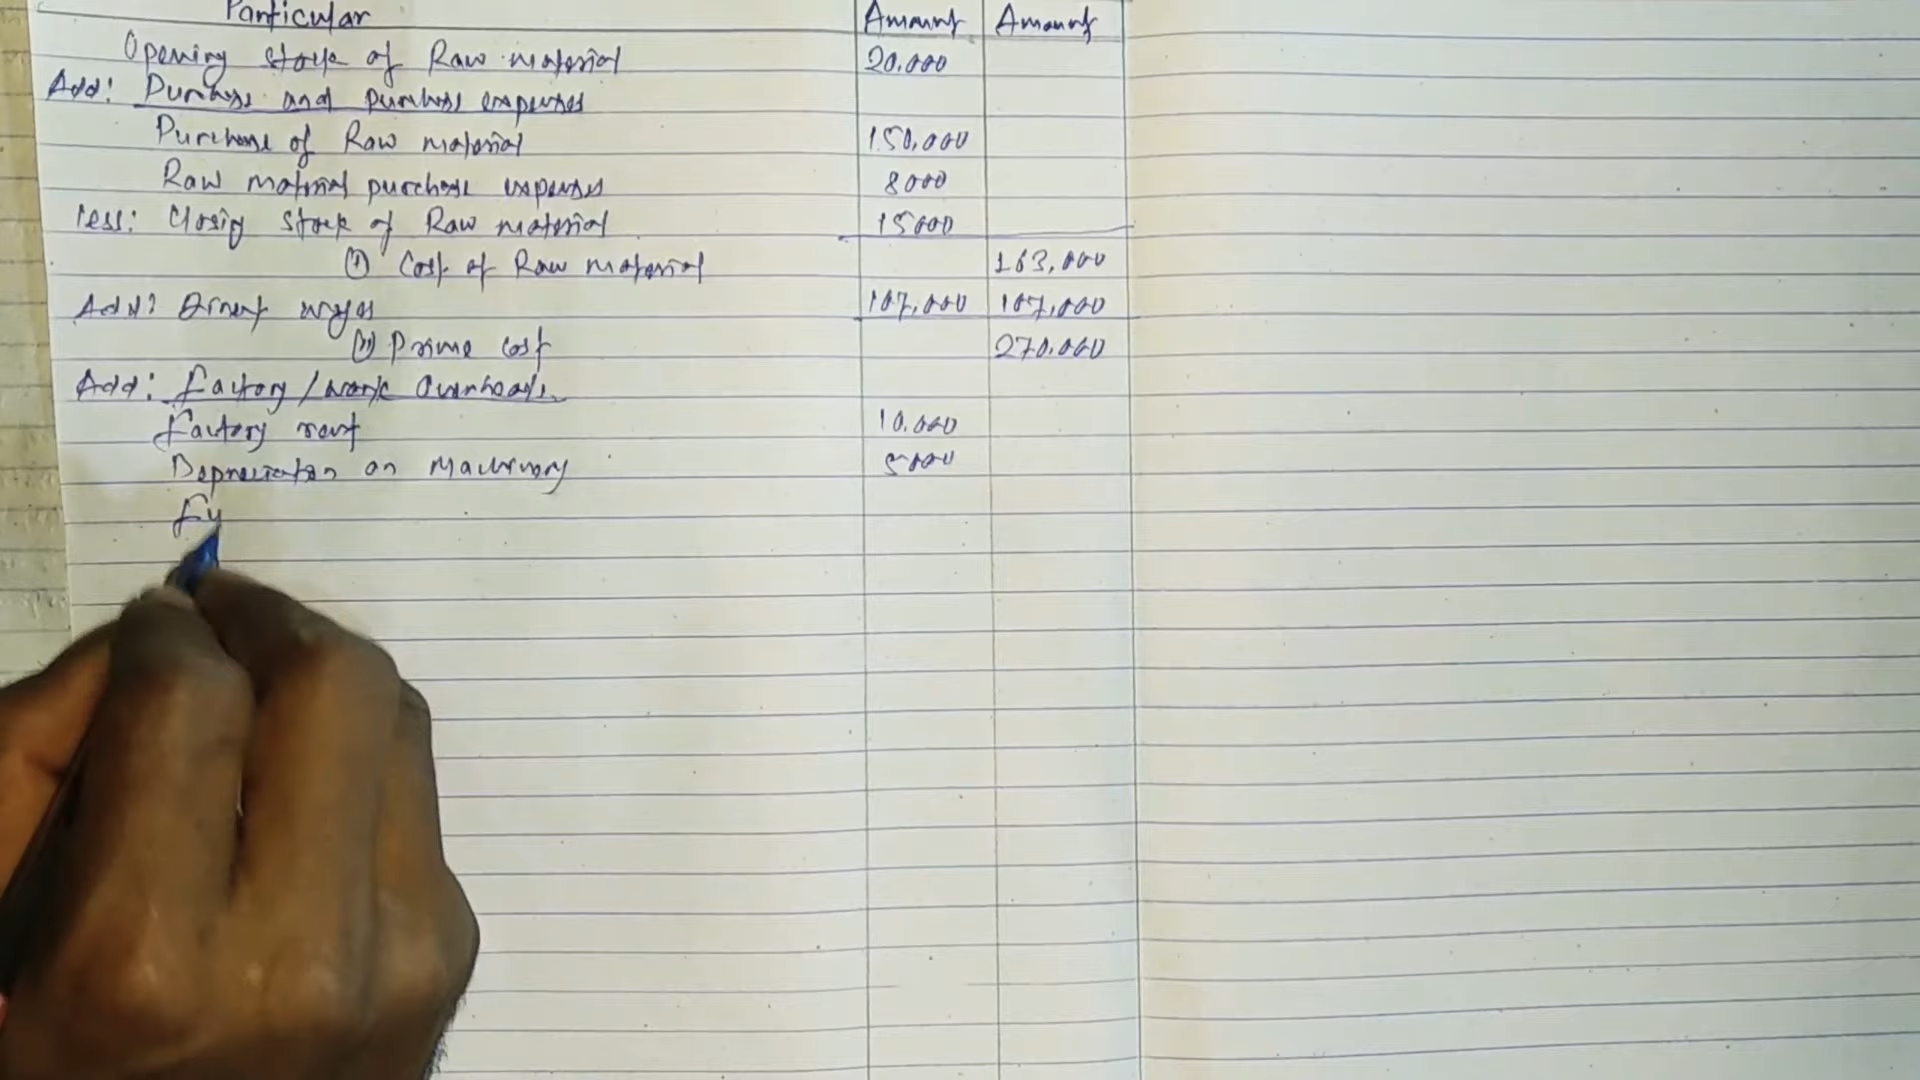 Particular Amount Amount
Opening stock of Raw material 20,000
Add: Purchase and purchase expenses
Purchase of Raw material 150,000
Raw material purchase expenses 8000
Less: Closig stock of Raw material 15000
(I) Cost of Raw material 163,000
Add: Direct wages 107,000 107,000
(II) Prime cost 270,000
Add: Factory/work Overheads
Factory rent 10,000
Depreciation on Machinery 5000